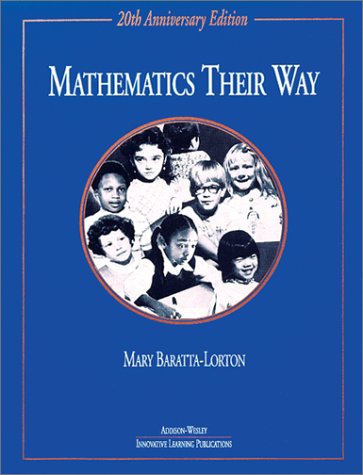 20th Anniversary Edition
MATHEMATICS THEIR WAY
MARY BARATTA-LORTON
ADDISON-WESLEY
INNOVATIVE LEARNING PUBLICATIONS